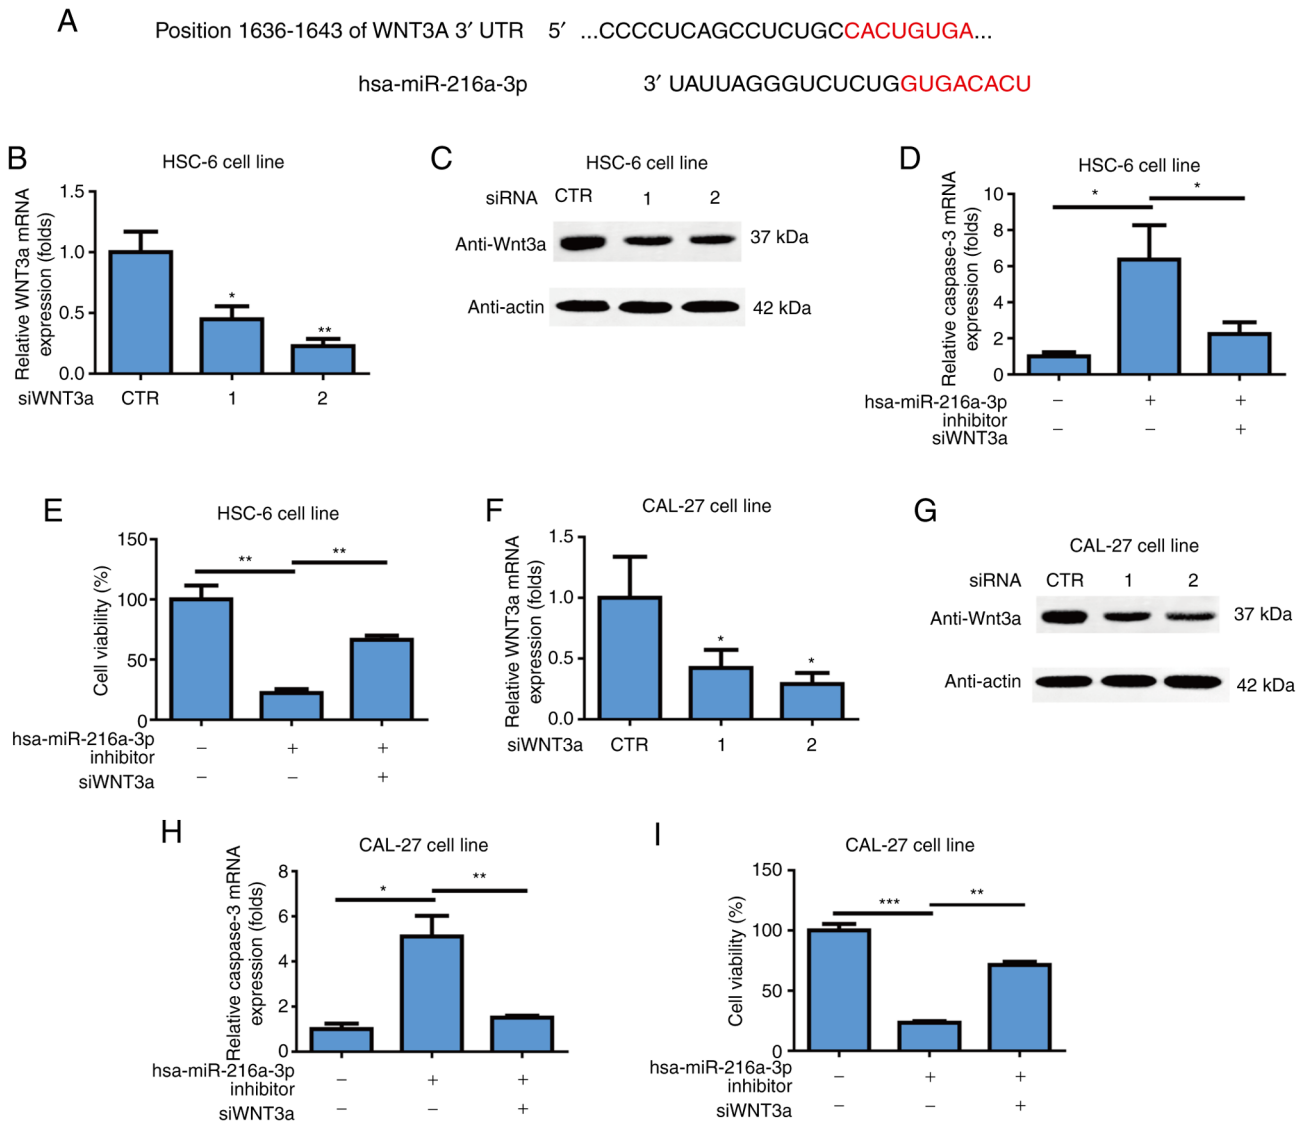 A
Position 1636-1643 of WNT3A 3′ UTR 5′ ...CCCCUCAGCCUCUGCCACUGUGA...
hsa-miR-216a-3p 3′ UAUUAGGGUCUCUGGUGACACU
B
HSC-6 cell line
Relative WNT3a mRNA
expression (folds)
1.5
1.0
0.5
0.0
*
**
siWNT3a CTR 1 2
C
HSC-6 cell line
siRNA CTR 1 2
Anti-Wnt3a 37 kDa
Anti-actin 42 kDa
D
HSC-6 cell line
Relative caspase-3 mRNA
expression (folds)
10
8
6
4
2
0
* *
hsa-miR-216a-3p
inhibitor − + +
siWNT3a − − +
E
HSC-6 cell line
Cell viability (%)
150
100
50
0
** **
hsa-miR-216a-3p
inhibitor − + +
siWNT3a − − +
F
CAL-27 cell line
Relative WNT3a mRNA
expression (folds)
1.5
1.0
0.5
0.0
* *
siWNT3a CTR 1 2
G
CAL-27 cell line
siRNA CTR 1 2
Anti-Wnt3a 37 kDa
Anti-actin 42 kDa
H
CAL-27 cell line
Relative caspase-3 mRNA
expression (folds)
8
6
4
2
0
* **
hsa-miR-216a-3p
inhibitor − + +
siWNT3a − − +
I
CAL-27 cell line
Cell viability (%)
150
100
50
0
*** **
hsa-miR-216a-3p
inhibitor − + +
siWNT3a − − +